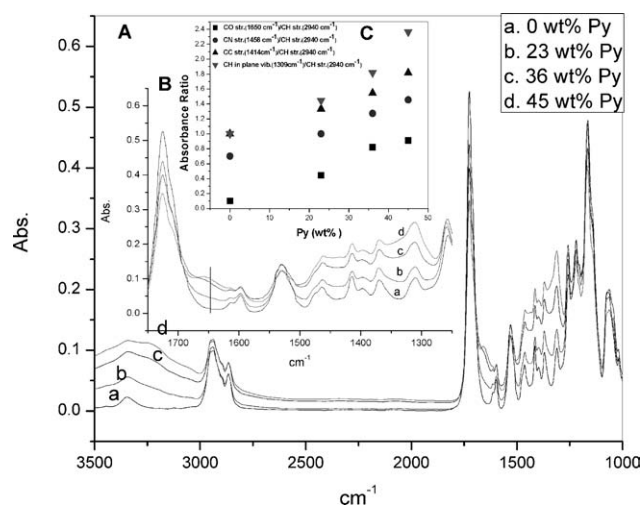 A
B
C
a. 0 wt% Py
b. 23 wt% Py
c. 36 wt% Py
d. 45 wt% Py
CO str.(1650 cm⁻¹)/CH str.(2940 cm⁻¹)
CN str.(1456 cm⁻¹)/CH str.(2940 cm⁻¹)
CC str.(1414cm⁻¹)/CH str.(2940 cm⁻¹)
CH in plane vib.(1309cm⁻¹)/CH str.(2940 cm⁻¹)
Absorbance Ratio
2.4
2.2
2.0
1.8
1.6
1.4
1.2
1.0
0.8
0.6
0.4
0.2
0.0
0 10 20 30 40 50
Py (wt%)
Abs.
0.6
0.5
0.4
0.3
0.2
0.1
0.0
d
c
b
a
1700 1600 1500 1400 1300
cm⁻¹
Abs.
0.6
0.5
0.4
0.3
0.2
0.1
0.0
d
c
b
a
3500 3000 2500 2000 1500 1000
cm⁻¹